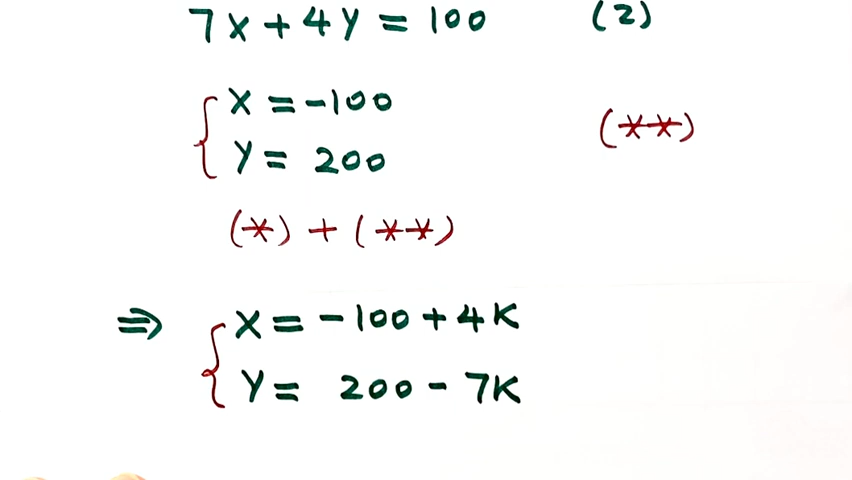 7x + 4y = 100 (2)
x = -100
y = 200 (**)
(*) + (**)
⇒ x = -100 + 4K
y = 200 - 7K